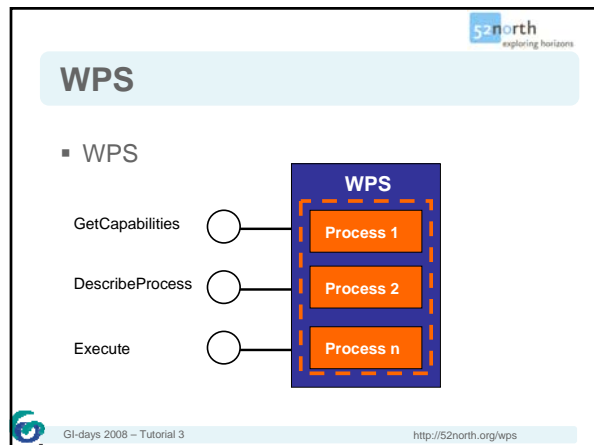 52north
exploring horizons
WPS
▪ WPS
WPS
GetCapabilities
Process 1
DescribeProcess
Process 2
Execute
Process n
GI-days 2008 – Tutorial 3
http://52north.org/wps